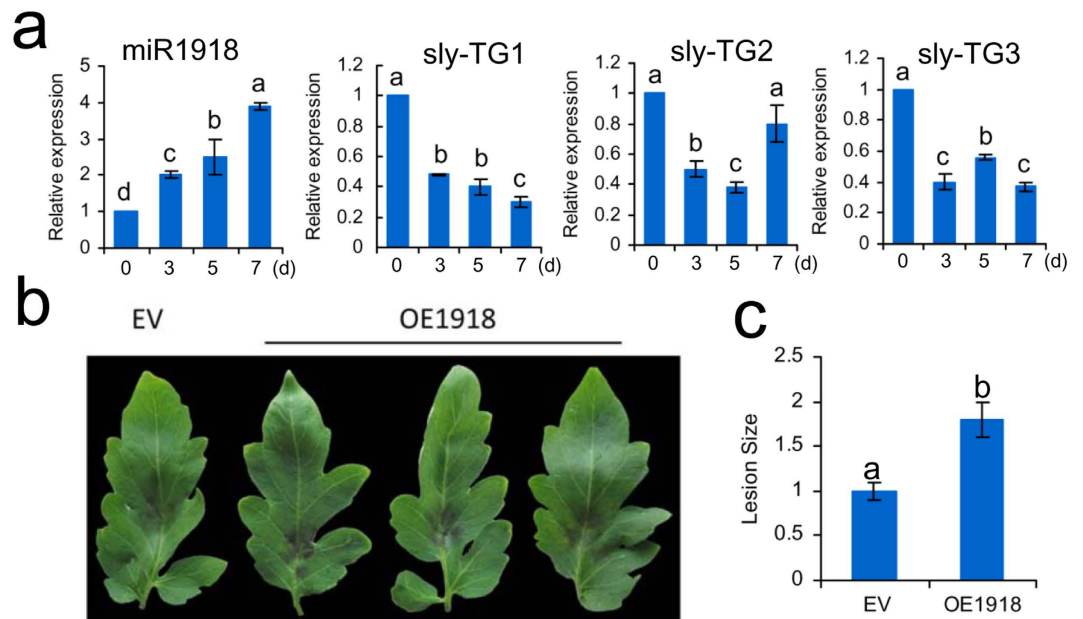 a
miR1918
Relative expression
5
4
3
2
1
0
d
c
b
a
0 3 5 7 (d)
sly-TG1
Relative expression
1.2
1
0.8
0.6
0.4
0.2
0
a
b
b
c
0 3 5 7 (d)
sly-TG2
Relative expression
1.2
1
0.8
0.6
0.4
0.2
0
a
b
c
a
0 3 5 7 (d)
sly-TG3
Relative expression
1.2
1
0.8
0.6
0.4
0.2
0
a
c
b
c
0 3 5 7 (d)
b
EV OE1918
c
Lesion Size
2.5
2
1.5
1
0.5
0
a
b
EV OE1918